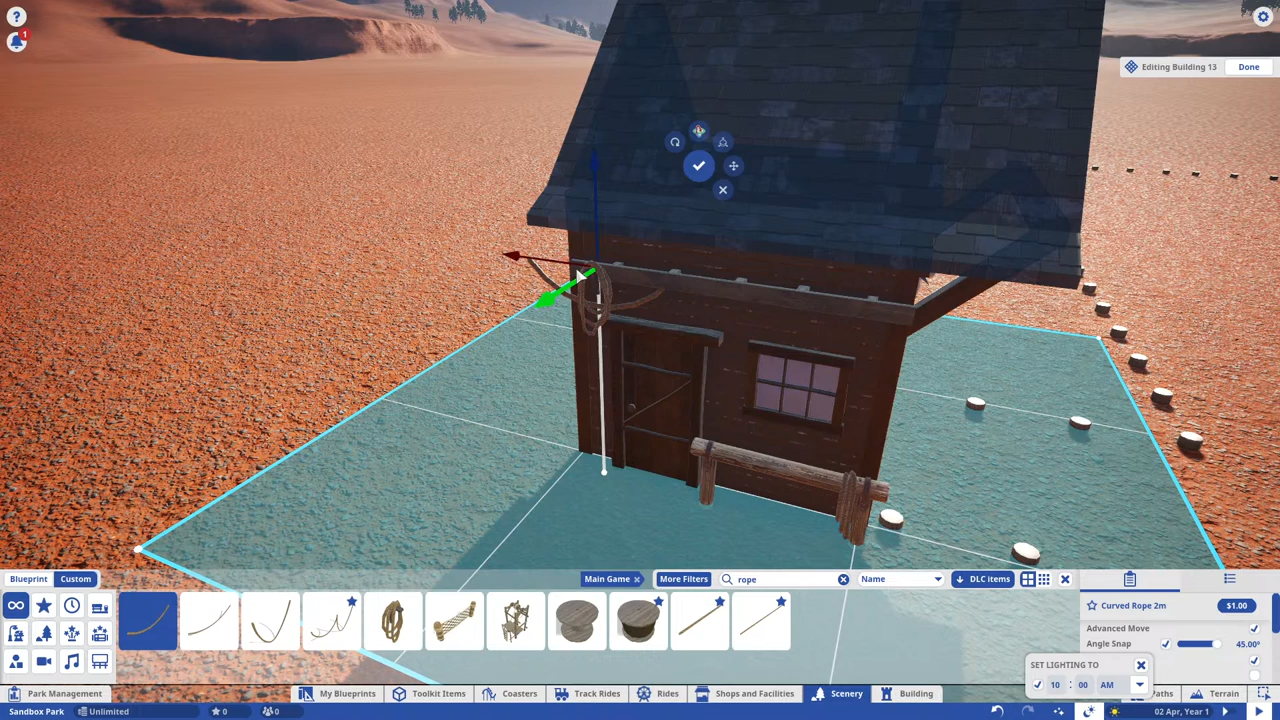 ?
1
Editing Building 13 Done
Blueprint Custom
Main Game × More Filters rope Name DLC items
Curved Rope 2m $1.00
Advanced Move
Angle Snap 45.00°
SET LIGHTING TO
10 : 00 AM
Park Management My Blueprints Toolkit Items Coasters Track Rides Rides Shops and Facilities Scenery Building Paths Terrain
Sandbox Park Unlimited 0 0 02 Apr, Year 1